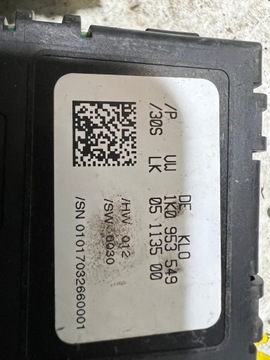 DE KLO
/P VW 1K0 953 549
/30S LK 05 1135 00
/HW 012
/SW 0030
/SN 01017032660001